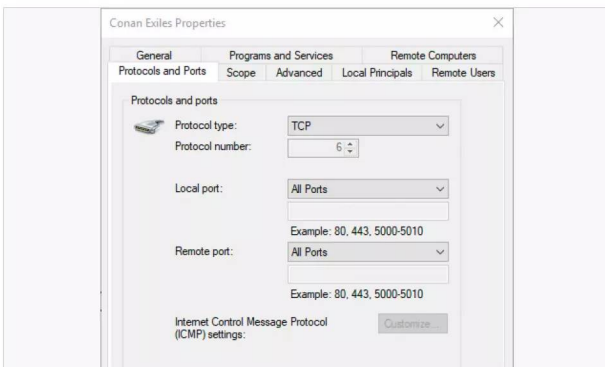 Conan Exiles Properties
General Programs and Services Remote Computers
Protocols and Ports Scope Advanced Local Principals Remote Users
Protocols and ports
Protocol type: TCP
Protocol number: 6
Local port: All Ports
Example: 80, 443, 5000-5010
Remote port: All Ports
Example: 80, 443, 5000-5010
Internet Control Message Protocol Customize...
(ICMP) settings: